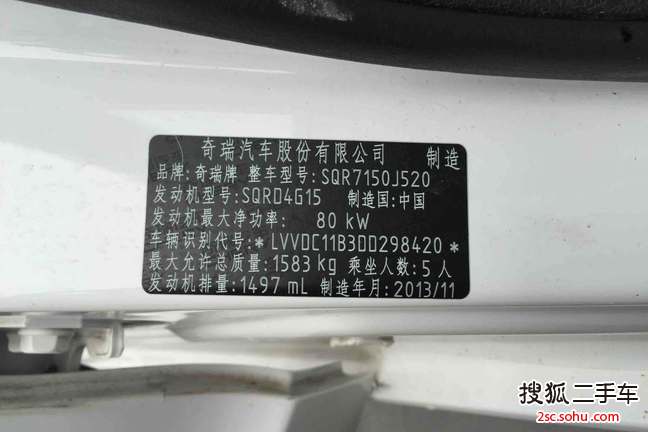 奇瑞汽车股份有限公司 制造
品牌:奇瑞牌 整车型号:SQR7150J520
发动机型号:SQRD4G15 制造国:中国
发动机最大净功率: 80 kW
车辆识别代号:*LVVDC11B3DD298420*
最大允许总质量:1583 kg 乘坐人数:5人
发动机排量:1497 mL 制造年月:2013/11
搜狐二手车
2sc.sohu.com